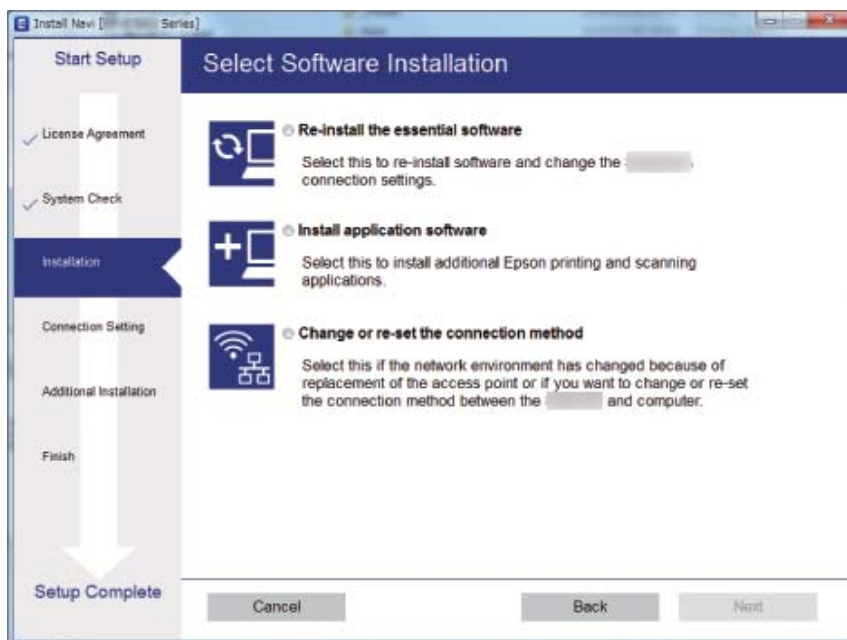 Install Navi [ Series]
Start Setup
Select Software Installation
License Agreement
System Check
Installation
Connection Setting
Additional Installation
Finish
Setup Complete
Re-install the essential software
Select this to re-install software and change the
connection settings.
Install application software
Select this to install additional Epson printing and scanning
applications.
Change or re-set the connection method
Select this if the network environment has changed because of
replacement of the access point or if you want to change or re-set
the connection method between the and computer.
Cancel
Back
Next